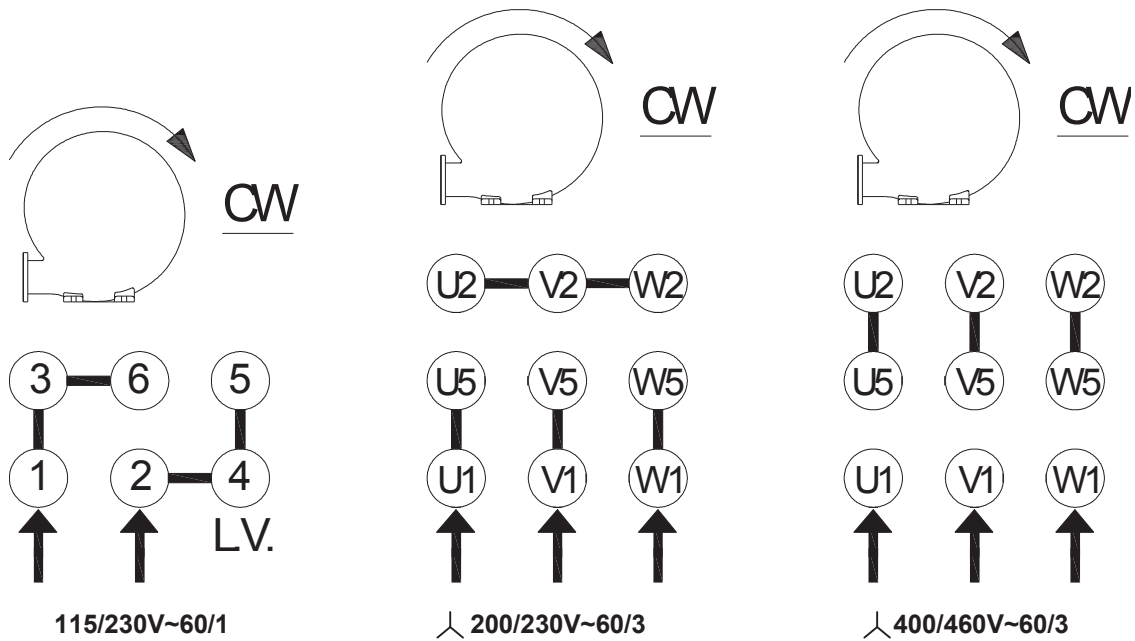 CW
CW
CW
3 6 5
1 2 4
L.V.
115/230V~60/1
U2 V2 W2
U5 V5 W5
U1 V1 W1
200/230V~60/3
U2 V2 W2
U5 V5 W5
U1 V1 W1
400/460V~60/3